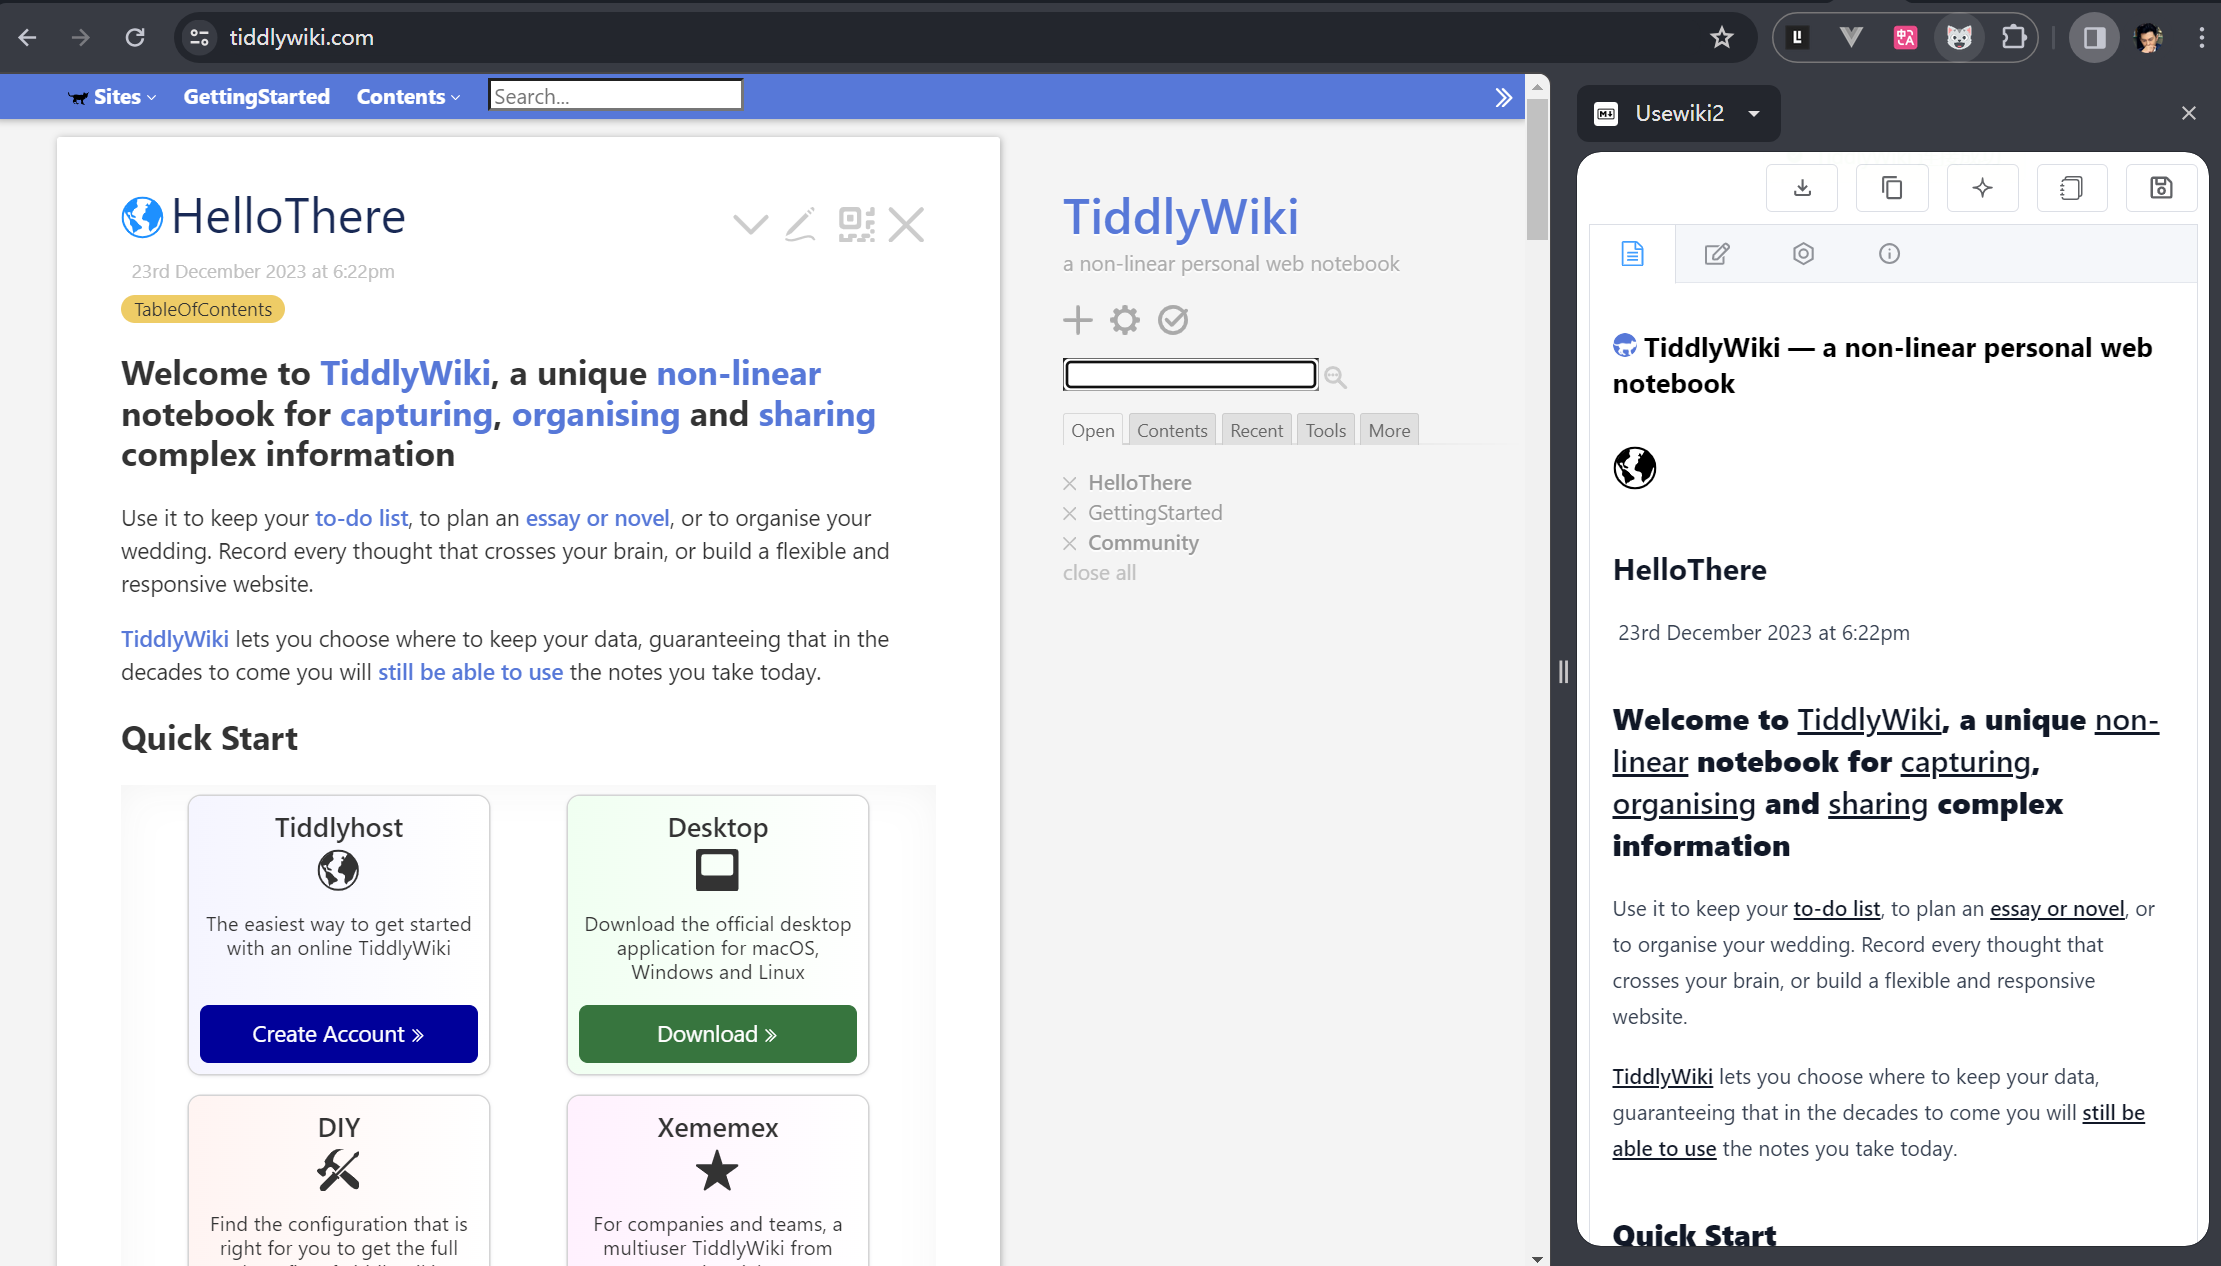 tiddlywiki.com
Sites
GettingStarted
Contents
Search...
HelloThere
23rd December 2023 at 6:22pm
TableOfContents
Welcome to TiddlyWiki, a unique non-linear
notebook for capturing, organising and sharing
complex information
Use it to keep your to-do list, to plan an essay or novel, or to organise your
wedding. Record every thought that crosses your brain, or build a flexible and
responsive website.
TiddlyWiki lets you choose where to keep your data, guaranteeing that in the
decades to come you will still be able to use the notes you take today.
Quick Start
Tiddlyhost
The easiest way to get started
with an online TiddlyWiki
Create Account »
Desktop
Download the official desktop
application for macOS,
Windows and Linux
Download »
DIY
Find the configuration that is
right for you to get the full
Xememex
For companies and teams, a
multiuser TiddlyWiki from
TiddlyWiki
a non-linear personal web notebook
Open
Contents
Recent
Tools
More
HelloThere
GettingStarted
Community
close all
Usewiki2
TiddlyWiki — a non-linear personal web
notebook
HelloThere
23rd December 2023 at 6:22pm
Welcome to TiddlyWiki, a unique non-
linear notebook for capturing,
organising and sharing complex
information
Use it to keep your to-do list, to plan an essay or novel, or
to organise your wedding. Record every thought that
crosses your brain, or build a flexible and responsive
website.
TiddlyWiki lets you choose where to keep your data,
guaranteeing that in the decades to come you will still be
able to use the notes you take today.
Quick Start